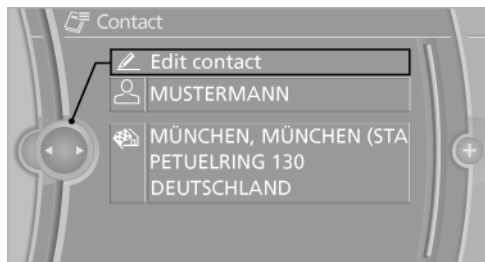 Contact
Edit contact
MUSTERMANN
MÜNCHEN, MÜNCHEN (STA
PETUELRING 130
DEUTSCHLAND